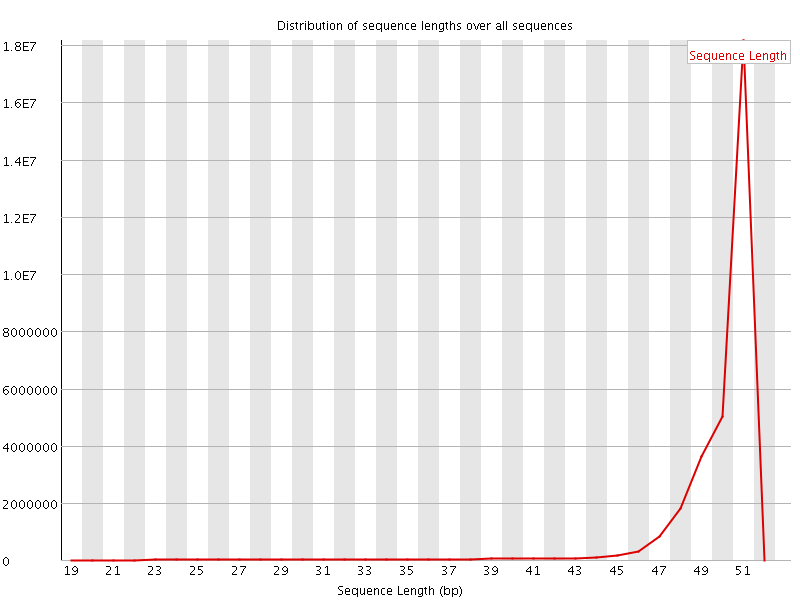 Distribution of sequence lengths over all sequences
1.8E7
Sequence Length
1.6E7
1.4E7
1.2E7
1.0E7
8000000
6000000
4000000
2000000
0
19 21 23 25 27 29 31 33 35 37 39 41 43 45 47 49 51
Sequence Length (bp)